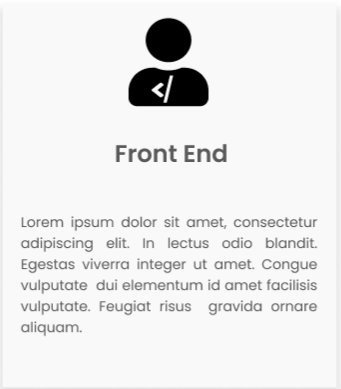 </
Front End
Lorem ipsum dolor sit amet, consectetur
adipiscing elit. In lectus odio blandit.
Egestas viverra integer ut amet. Congue
vulputate dui elementum id amet facilisis
vulputate. Feugiat risus gravida ornare
aliquam.